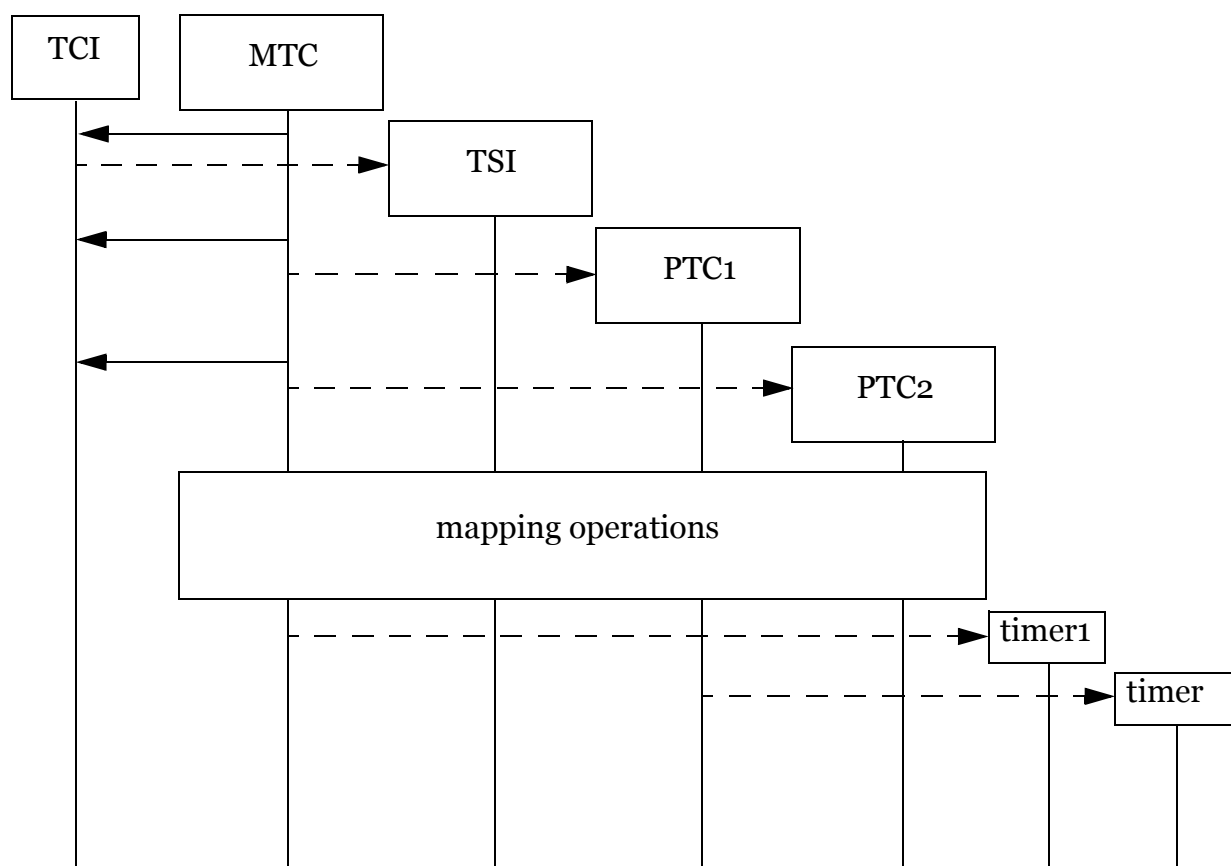 TCI
MTC
TSI
PTC1
PTC2
mapping operations
timer1
timer